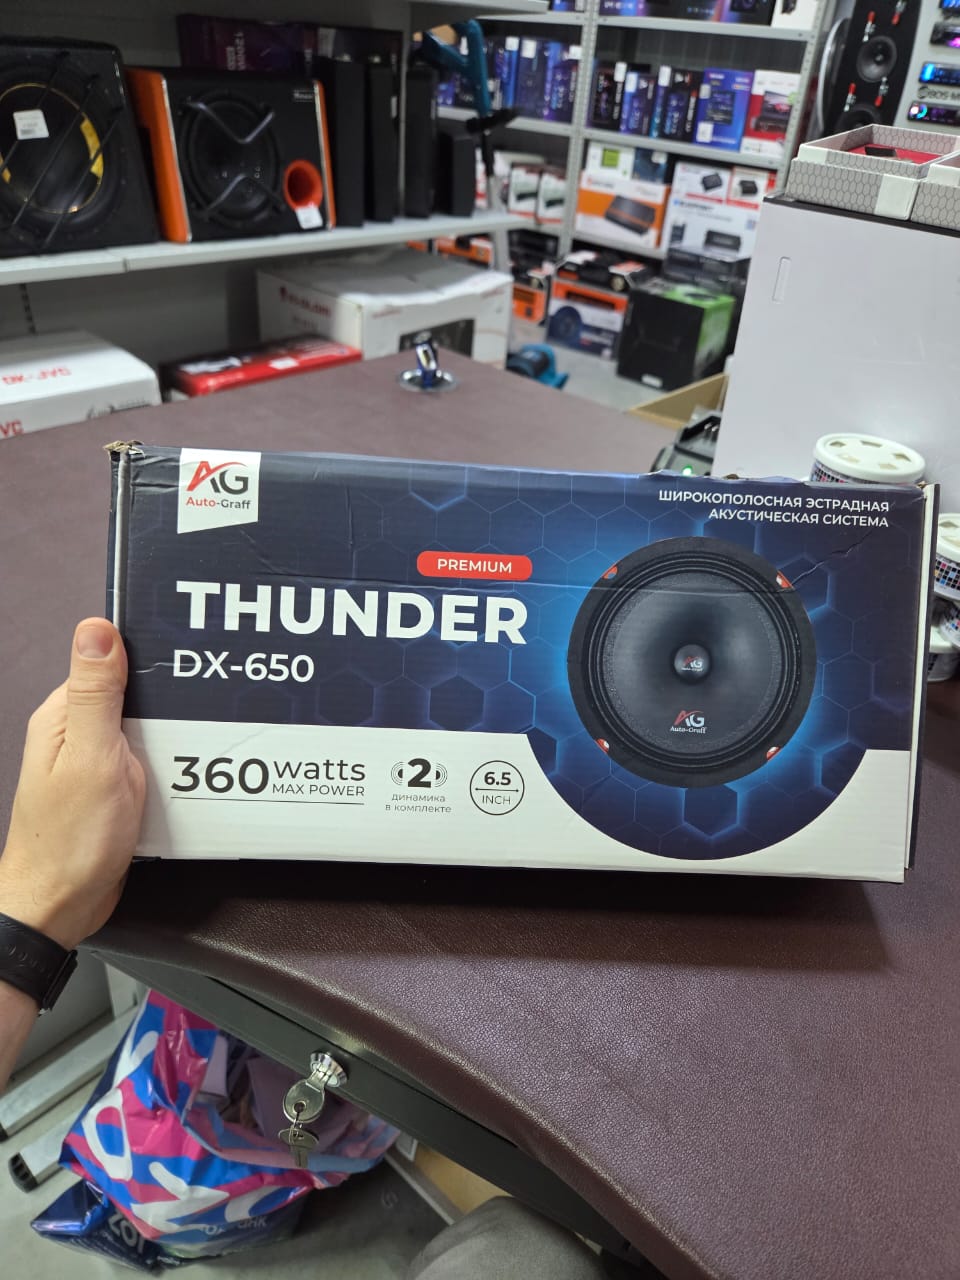 AG
Auto-Graff
ШИРОКОПОЛОСНАЯ ЭСТРАДНАЯ
АКУСТИЧЕСКАЯ СИСТЕМА
PREMIUM
THUNDER
DX-650
AG
Auto-Graff
360 watts
MAX POWER
2
динамика
в комплекте
6.5
INCH